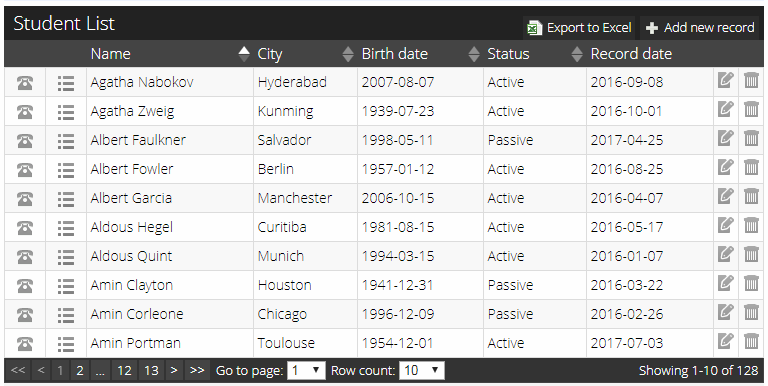 Student List Export to Excel Add new record
Name City Birth date Status Record date
Agatha Nabokov Hyderabad 2007-08-07 Active 2016-09-08
Agatha Zweig Kunming 1939-07-23 Active 2016-10-01
Albert Faulkner Salvador 1998-05-11 Passive 2017-04-25
Albert Fowler Berlin 1957-01-12 Active 2016-08-25
Albert Garcia Manchester 2006-10-15 Active 2016-04-07
Aldous Hegel Curitiba 1981-08-15 Active 2016-05-17
Aldous Quint Munich 1994-03-15 Active 2016-01-07
Amin Clayton Houston 1941-12-31 Passive 2016-03-22
Amin Corleone Chicago 1996-12-09 Passive 2016-02-26
Amin Portman Toulouse 1954-12-01 Active 2017-07-03
<< < 1 2 ... 12 13 > >> Go to page: 1 Row count: 10 Showing 1-10 of 128